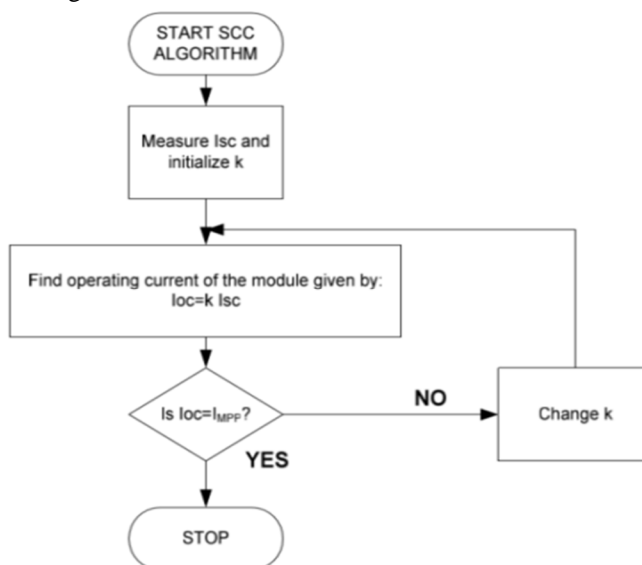 START SCC
ALGORITHM
Measure Isc and
initialize k
Find operating current of the module given by:
Ioc=k Isc
Is Ioc=IMPP?
NO
Change k
YES
STOP